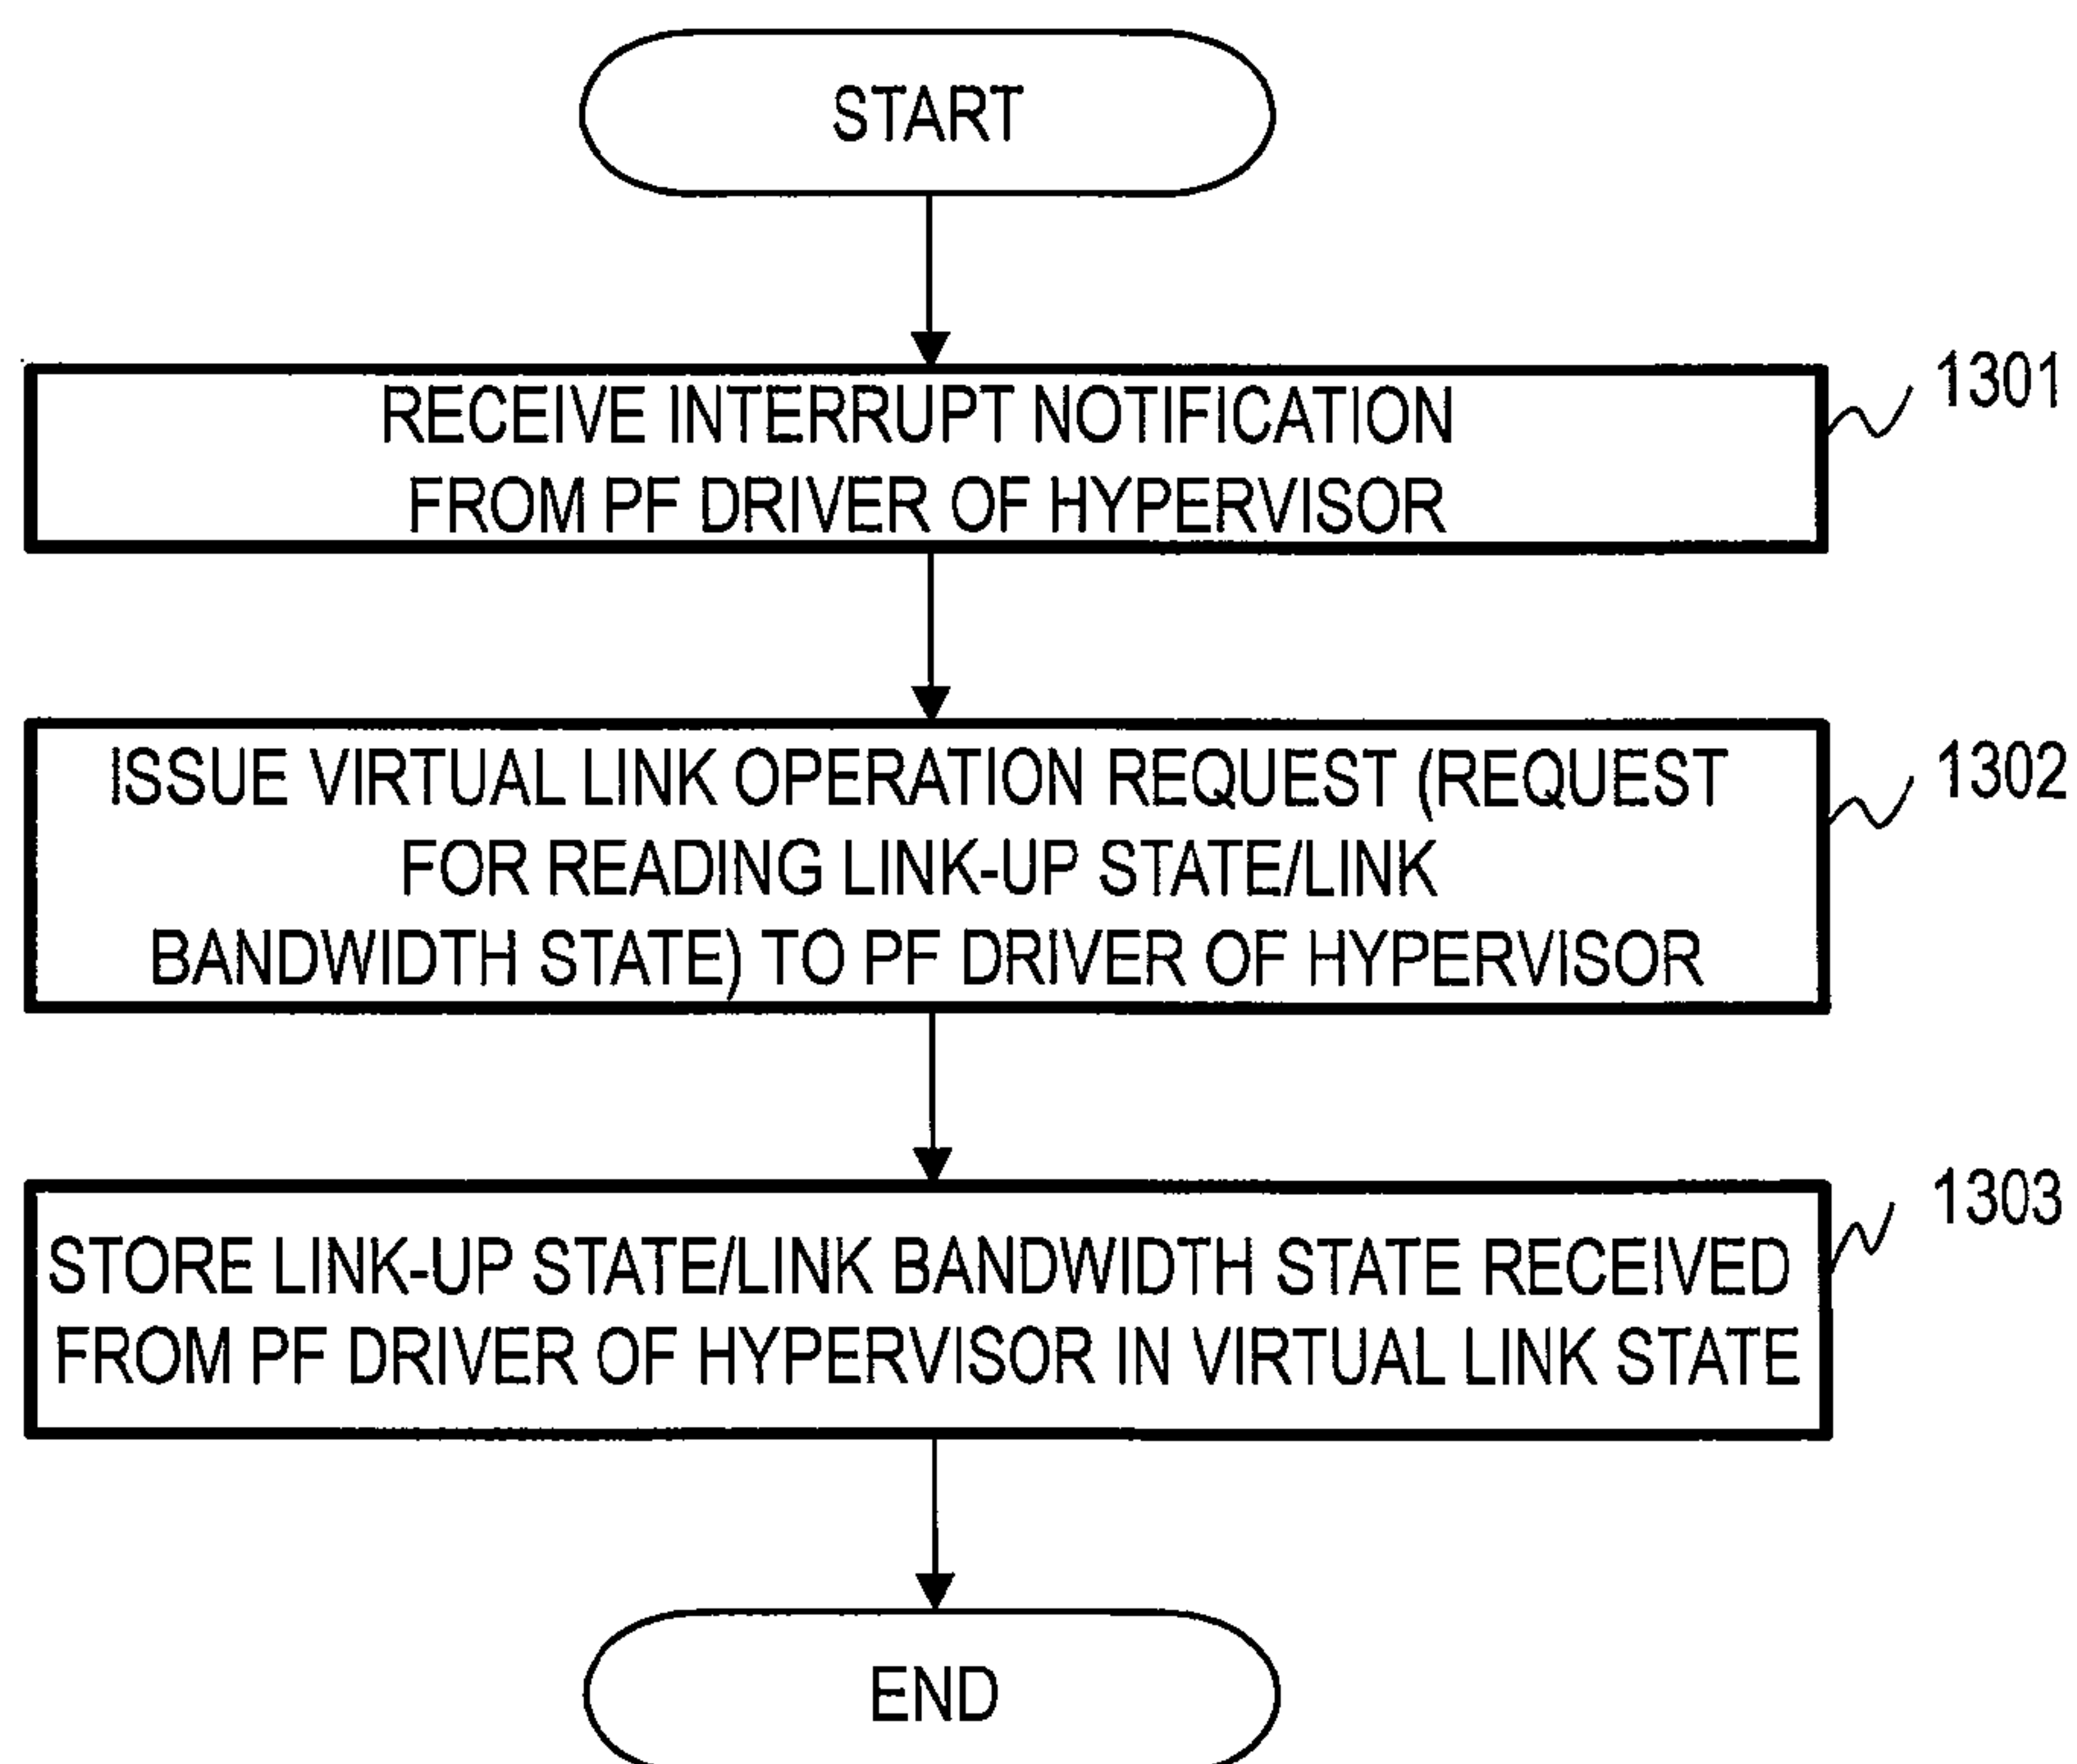 START
RECEIVE INTERRUPT NOTIFICATION
FROM PF DRIVER OF HYPERVISOR
1301
ISSUE VIRTUAL LINK OPERATION REQUEST (REQUEST
FOR READING LINK-UP STATE/LINK
BANDWIDTH STATE) TO PF DRIVER OF HYPERVISOR
1302
STORE LINK-UP STATE/LINK BANDWIDTH STATE RECEIVED
FROM PF DRIVER OF HYPERVISOR IN VIRTUAL LINK STATE
1303
END